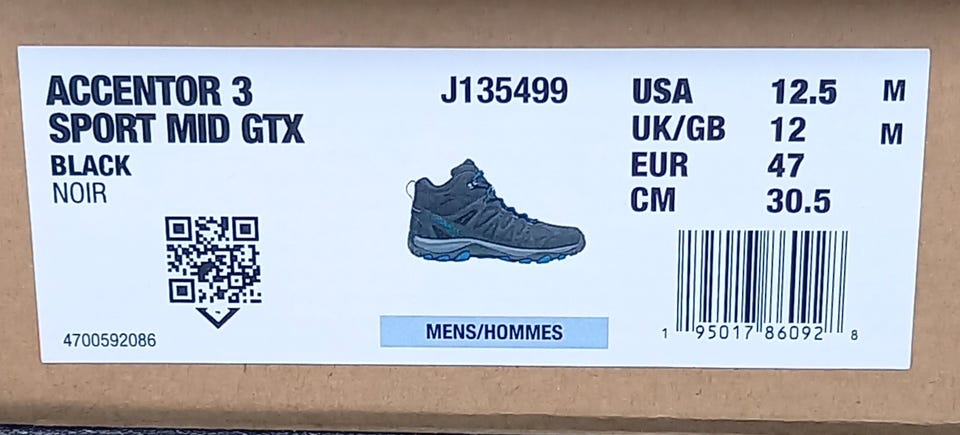 ACCENTOR 3
SPORT MID GTX
BLACK
NOIR
4700592086
J135499
MENS/HOMMES
USA 12.5 M
UK/GB 12 M
EUR 47
CM 30.5
1 95017 86092 8